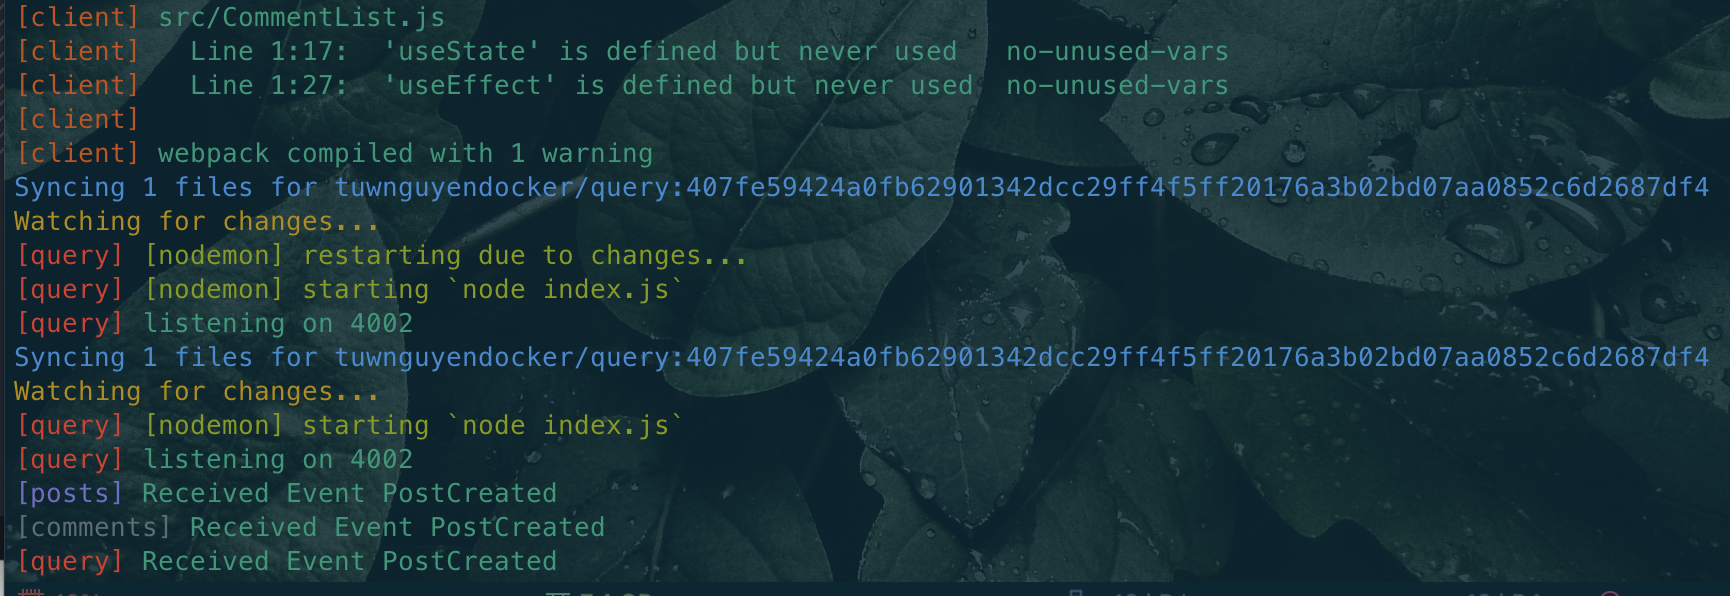 [client] src/CommentList.js
[client]   Line 1:17:  'useState' is defined but never used   no-unused-vars
[client]   Line 1:27:  'useEffect' is defined but never used  no-unused-vars
[client]
[client] webpack compiled with 1 warning
Syncing 1 files for tuwnguyendocker/query:407fe59424a0fb62901342dcc29ff4f5ff20176a3b02bd07aa0852c6d2687df4
Watching for changes...
[query] [nodemon] restarting due to changes...
[query] [nodemon] starting `node index.js`
[query] listening on 4002
Syncing 1 files for tuwnguyendocker/query:407fe59424a0fb62901342dcc29ff4f5ff20176a3b02bd07aa0852c6d2687df4
Watching for changes...
[query] [nodemon] starting `node index.js`
[query] listening on 4002
[posts] Received Event PostCreated
[comments] Received Event PostCreated
[query] Received Event PostCreated